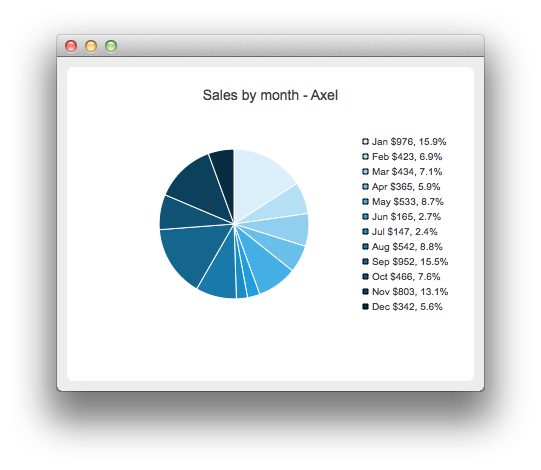 Sales by month - Axel
Jan $976, 15.9%
Feb $423, 6.9%
Mar $434, 7.1%
Apr $365, 5.9%
May $533, 8.7%
Jun $165, 2.7%
Jul $147, 2.4%
Aug $542, 8.8%
Sep $952, 15.5%
Oct $466, 7.6%
Nov $803, 13.1%
Dec $342, 5.6%